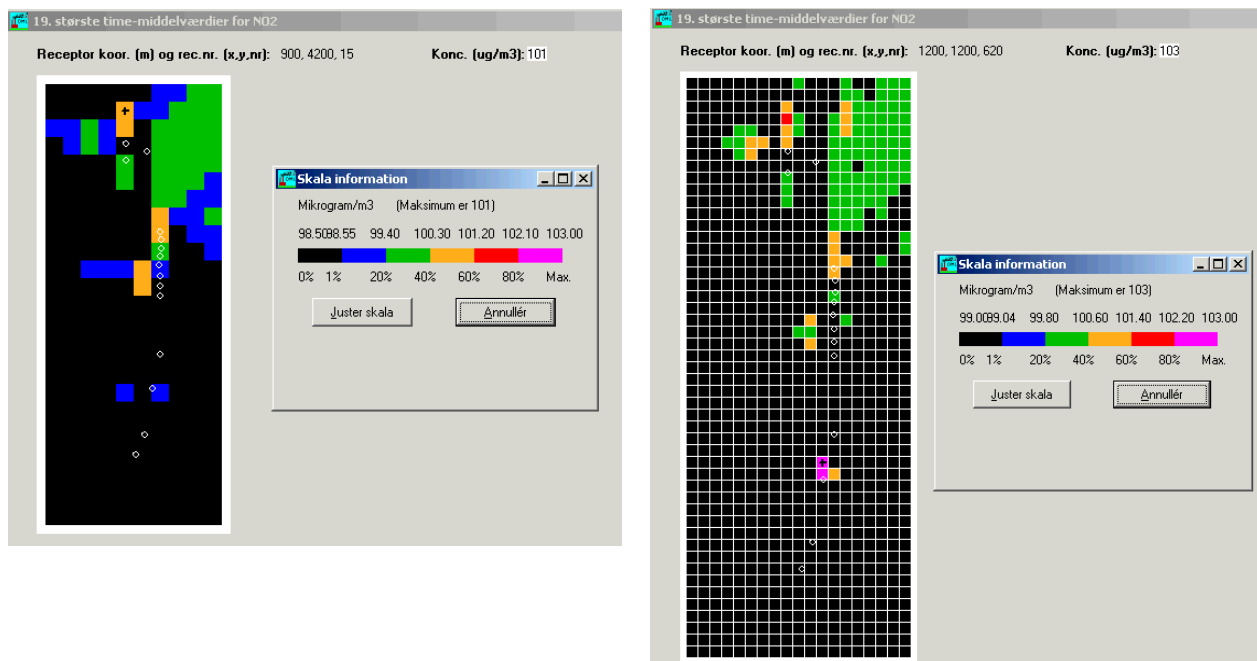 19. største time-middelværdier for NO2
Receptor koor. (m) og rec.nr. (x,y,nr): 900, 4200, 15 Konc. (ug/m3): 101
Skala information
Mikrogram/m3 (Maksimum er 101)
98.50 98.55 99.40 100.30 101.20 102.10 103.00
0% 1% 20% 40% 60% 80% Max.
Juster skala Annullér
19. største time-middelværdier for NO2
Receptor koor. (m) og rec.nr. (x,y,nr): 1200, 1200, 620 Konc. (ug/m3): 103
Skala information
Mikrogram/m3 (Maksimum er 103)
99.00 99.04 99.80 100.60 101.40 102.20 103.00
0% 1% 20% 40% 60% 80% Max.
Juster skala Annullér